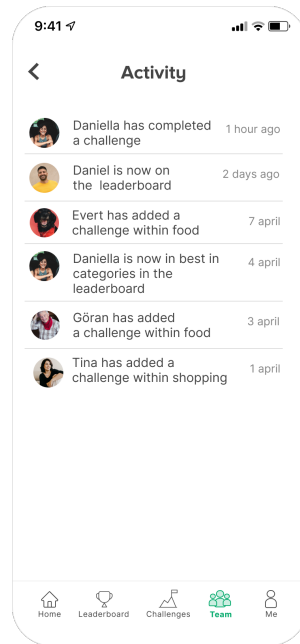 9:41
Activity
Daniella has completed
a challenge
1 hour ago
Daniel is now on
the leaderboard
2 days ago
Evert has added a
challenge within food
7 april
Daniella is now in best in
categories in the
leaderboard
4 april
Göran has added
a challenge within food
3 april
Tina has added a
challenge within shopping
1 april
Home
Leaderboard
Challenges
Team
Me